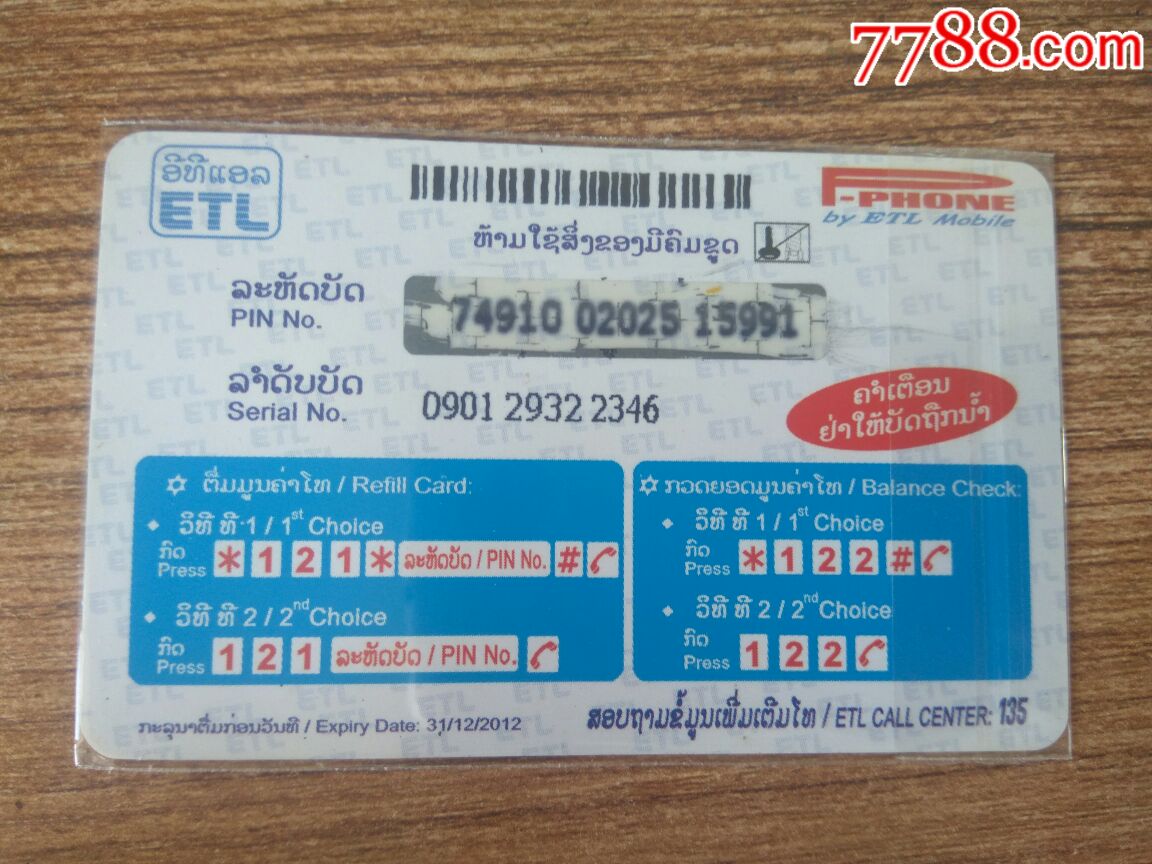 7788.com
ອີທີແອລ
ETL
P-PHONE
by ETL Mobile
ຫ້າມໃຊ້ສິ່ງຂອງມີຄົມຂູດ
ລະຫັດບັດ
PIN No.
74910 02025 15991
ລຳດັບບັດ
Serial No.
0901 2932 2346
ຄຳເຕືອນ
ຢ່າໃຫ້ບັດຖືກນ້ຳ
✡ ຕື່ມມູນຄ່າໂທ / Refill Card:
⬥ ວິທີ ທີ 1 / 1st Choice
ກົດ
Press * 1 2 1 * ລະຫັດບັດ / PIN No. #
⬥ ວິທີ ທີ 2 / 2nd Choice
ກົດ
Press 1 2 1 ລະຫັດບັດ / PIN No.
✡ ກວດຍອດມູນຄ່າໂທ / Balance Check:
⬥ ວິທີ ທີ 1 / 1st Choice
ກົດ
Press * 1 2 2 #
⬥ ວິທີ ທີ 2 / 2nd Choice
ກົດ
Press 1 2 2
ກະລຸນາຕື່ມກ່ອນວັນທີ / Expiry Date: 31/12/2012
ສອບຖາມຂໍ້ມູນເພີ່ມເຕີມໂທ / ETL CALL CENTER: 135